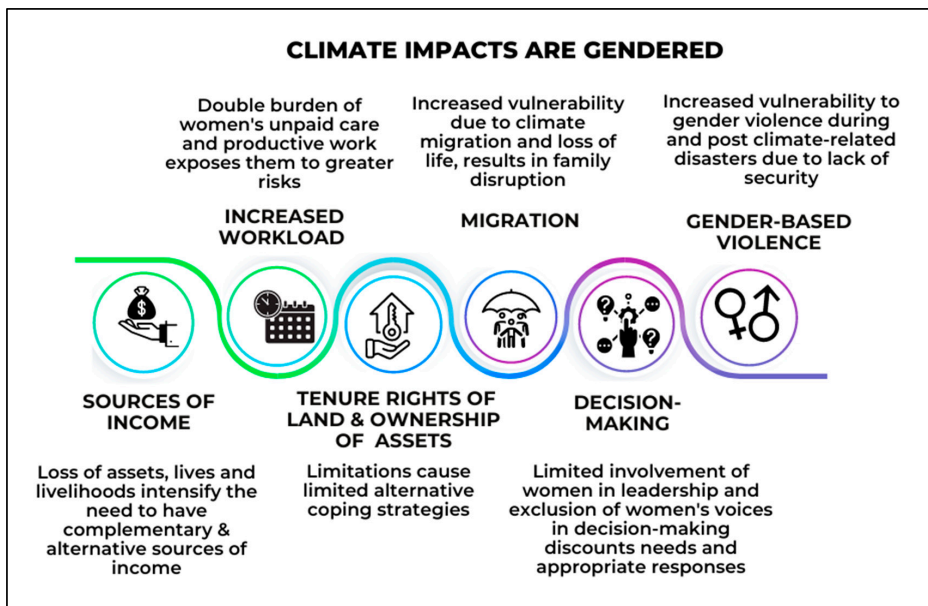 CLIMATE IMPACTS ARE GENDERED
Double burden of
women's unpaid care
and productive work
exposes them to greater
risks
INCREASED
WORKLOAD
Increased vulnerability
due to climate
migration and loss of
life, results in family
disruption
MIGRATION
Increased vulnerability to
gender violence during
and post climate-related
disasters due to lack of
security
GENDER-BASED
VIOLENCE
$
SOURCES OF
INCOME
Loss of assets, lives and
livelihoods intensify the
need to have
complementary &
alternative sources of
income
TENURE RIGHTS OF
LAND & OWNERSHIP
OF ASSETS
Limitations cause
limited alternative
coping strategies
DECISION-
MAKING
Limited involvement of
women in leadership and
exclusion of women's voices
in decision-making
discounts needs and
appropriate responses